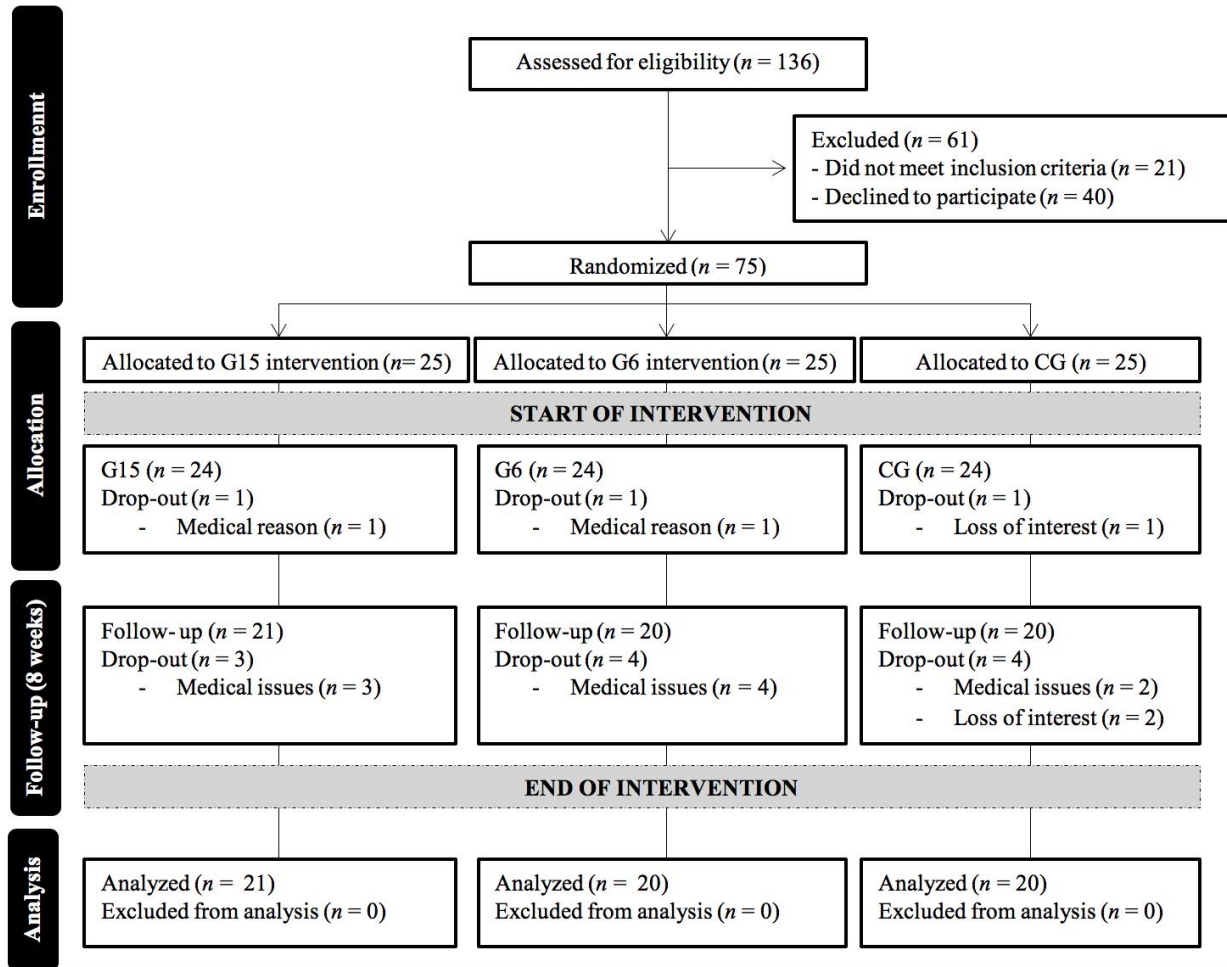 Enrollmennt
Assessed for eligibility (n = 136)
Excluded (n = 61)
- Did not meet inclusion criteria (n = 21)
- Declined to participate (n = 40)
Randomized (n = 75)
Allocation
Allocated to G15 intervention (n= 25)
Allocated to G6 intervention (n = 25)
Allocated to CG (n = 25)
START OF INTERVENTION
G15 (n = 24)
Drop-out (n = 1)
- Medical reason (n = 1)
G6 (n = 24)
Drop-out (n = 1)
- Medical reason (n = 1)
CG (n = 24)
Drop-out (n = 1)
- Loss of interest (n = 1)
Follow-up (8 weeks)
Follow-up (n = 21)
Drop-out (n = 3)
- Medical issues (n = 3)
Follow-up (n = 20)
Drop-out (n = 4)
- Medical issues (n = 4)
Follow-up (n = 20)
Drop-out (n = 4)
- Medical issues (n = 2)
- Loss of interest (n = 2)
END OF INTERVENTION
Analysis
Analyzed (n = 21)
Excluded from analysis (n = 0)
Analyzed (n = 20)
Excluded from analysis (n = 0)
Analyzed (n = 20)
Excluded from analysis (n = 0)